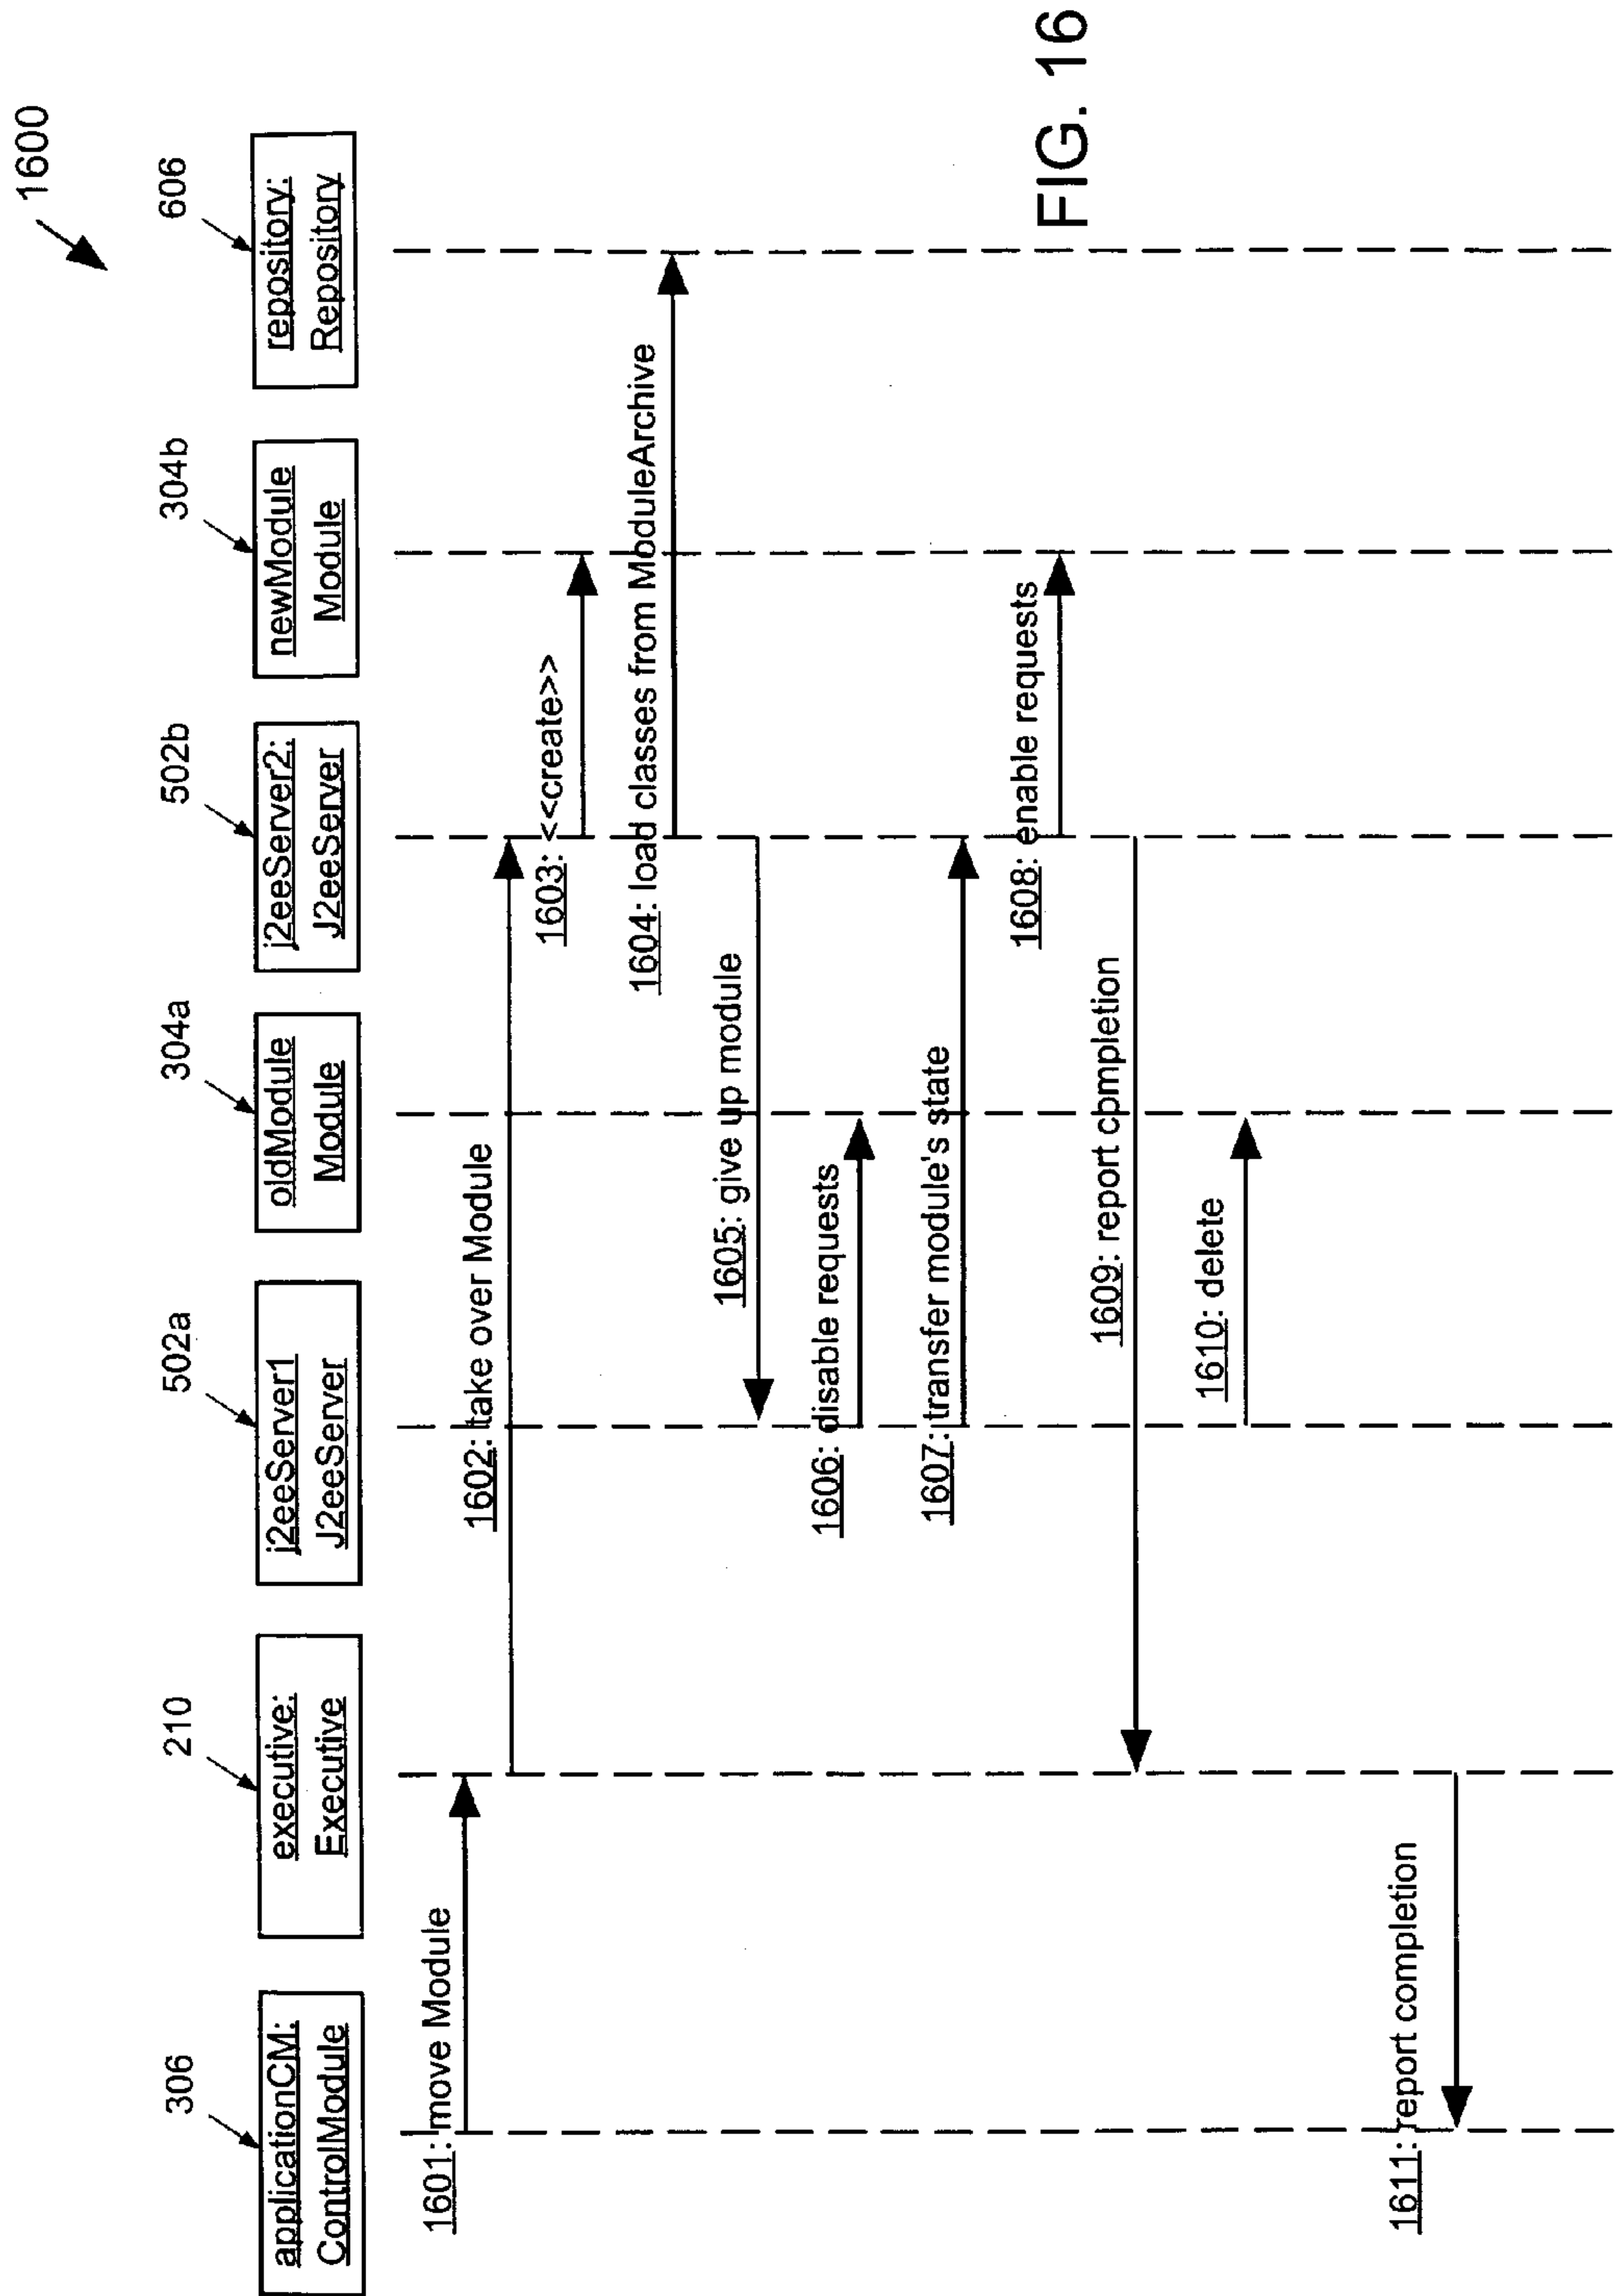 1600
306
210
502a
304a
502b
304b
606
applicationCM:
ControlModule
executive:
Executive
j2eeServer1
J2eeServer
oldModule
Module
j2eeServer2:
J2eeServer
newModule
Module
repository:
Repository
1601: move Module
1602: take over Module
1603: <<create>>
1604: load classes from ModuleArchive
1605: give up module
1606: disable requests
1607: transfer module's state
1608: enable requests
1609: report completion
1610: delete
1611: report completion
FIG. 16